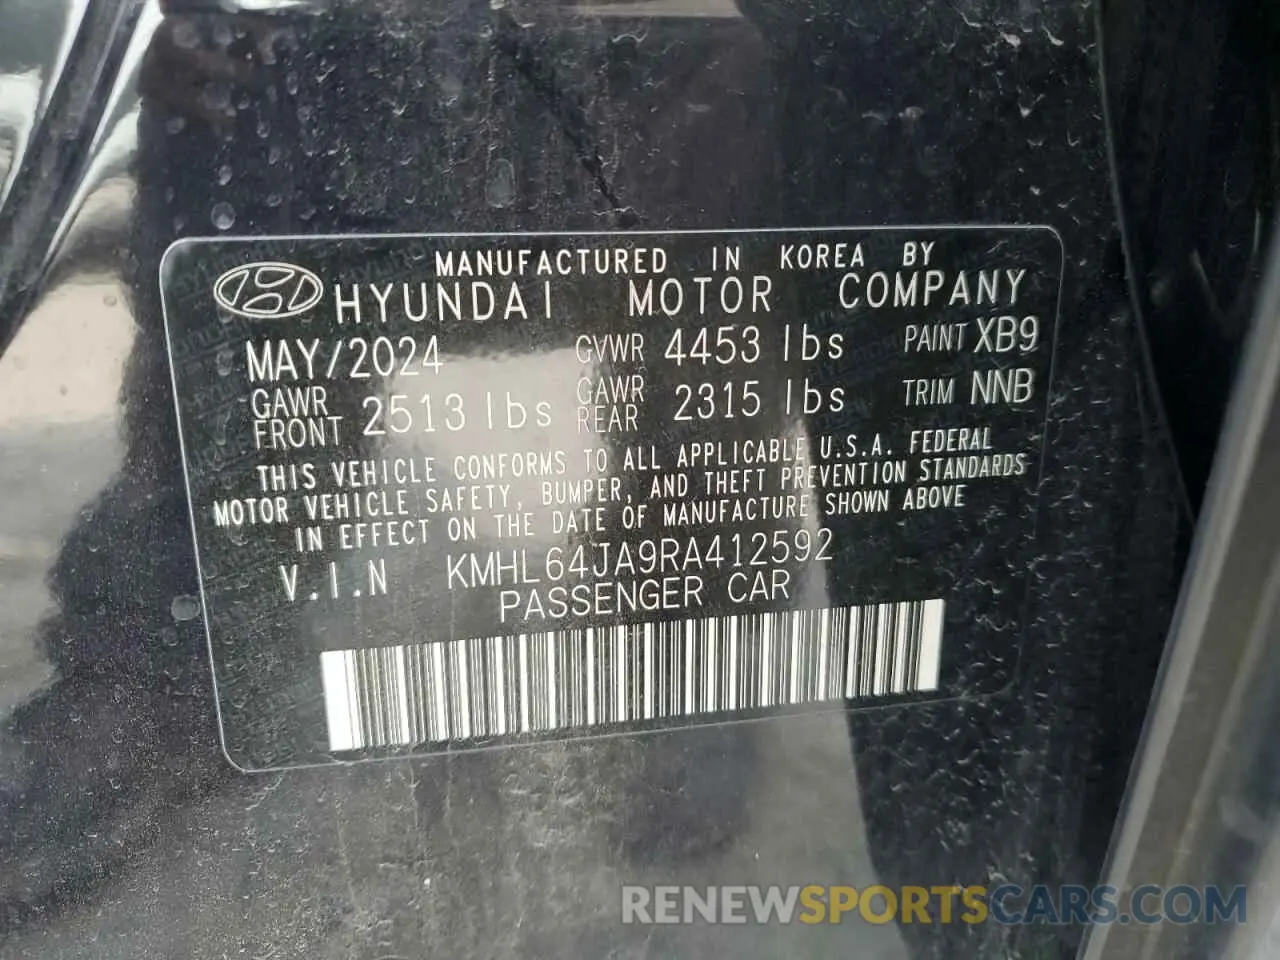 MANUFACTURED IN KOREA BY
HYUNDAI MOTOR COMPANY
MAY/2024 GVWR 4453 lbs PAINT XB9
GAWR FRONT 2513 lbs GAWR REAR 2315 lbs TRIM NNB
THIS VEHICLE CONFORMS TO ALL APPLICABLE U.S.A. FEDERAL
MOTOR VEHICLE SAFETY, BUMPER, AND THEFT PREVENTION STANDARDS
IN EFFECT ON THE DATE OF MANUFACTURE SHOWN ABOVE
V.I.N KMHL64JA9RA412592
PASSENGER CAR
RENEWSPORTSCARS.COM